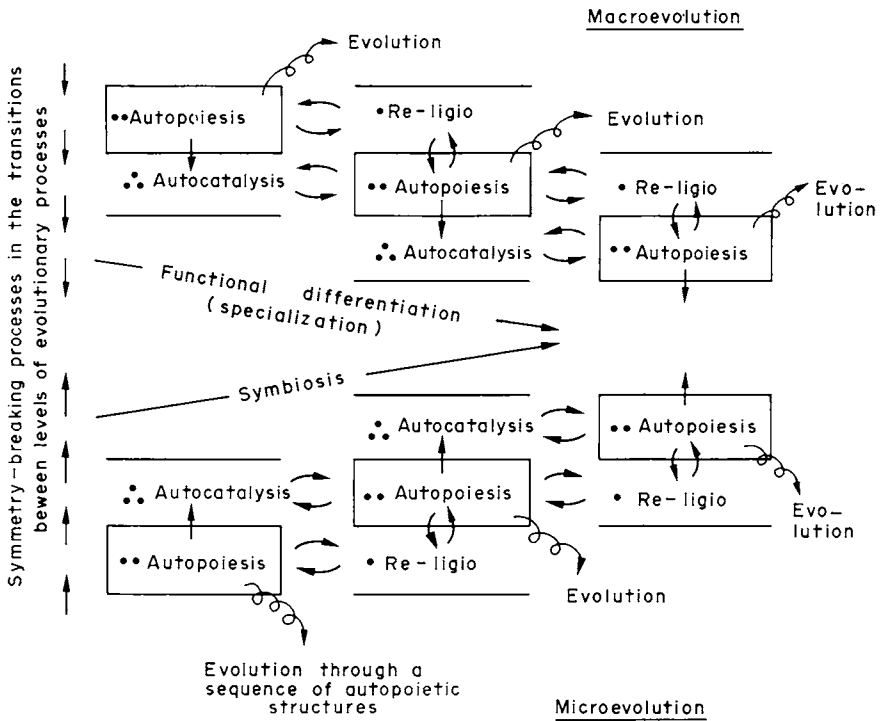 Macroevolution
Evolution
Autopoiesis
Re-ligio
Evolution
Autocatalysis
Autopoiesis
Re-ligio
Evo-
lution
Autocatalysis
Autopoiesis
Functional differentiation
(specialization)
Symmetry-breaking processes in the transitions
beween levels of evolutionary processes
Symbiosis
Autocatalysis
Autopoiesis
Autocatalysis
Autopoiesis
Re-ligio
Evo-
lution
Autopoiesis
Re-ligio
Evolution
Evolution through a
sequence of autopoietic
structures
Microevolution